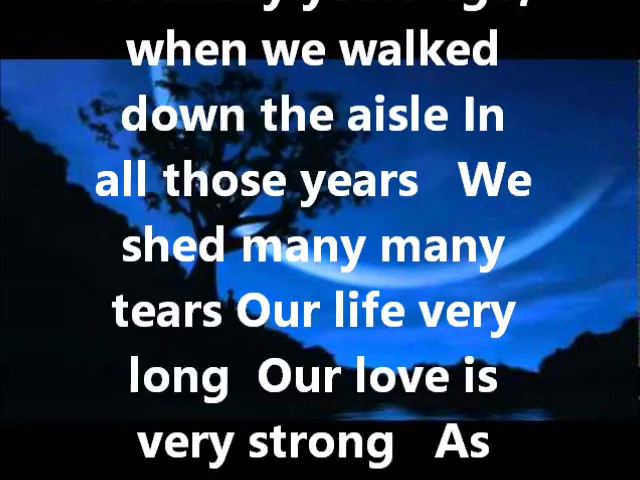 when we walked
down the aisle In
all those years   We
shed many many
tears Our life very
long  Our love is
very strong   As